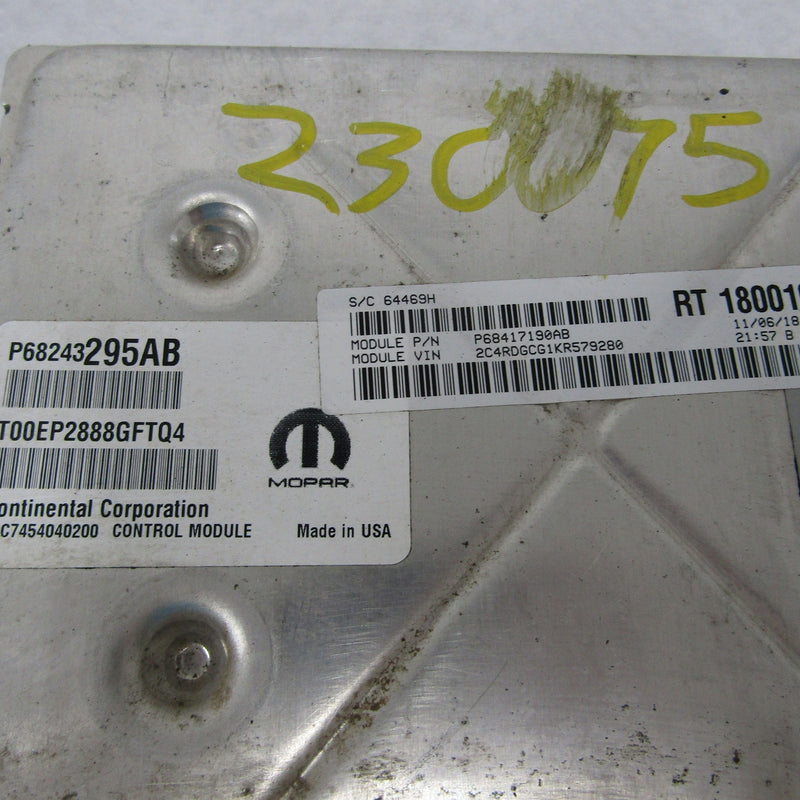 230075
S/C 64469H
RT 18001
11/06/18
21:57 B
MODULE P/N P68417190AB
MODULE VIN 2C4RDGCG1KR579280
P68243295AB
T00EP2888GFTQ4
MOPAR
ontinental Corporation
C7454040200 CONTROL MODULE Made in USA